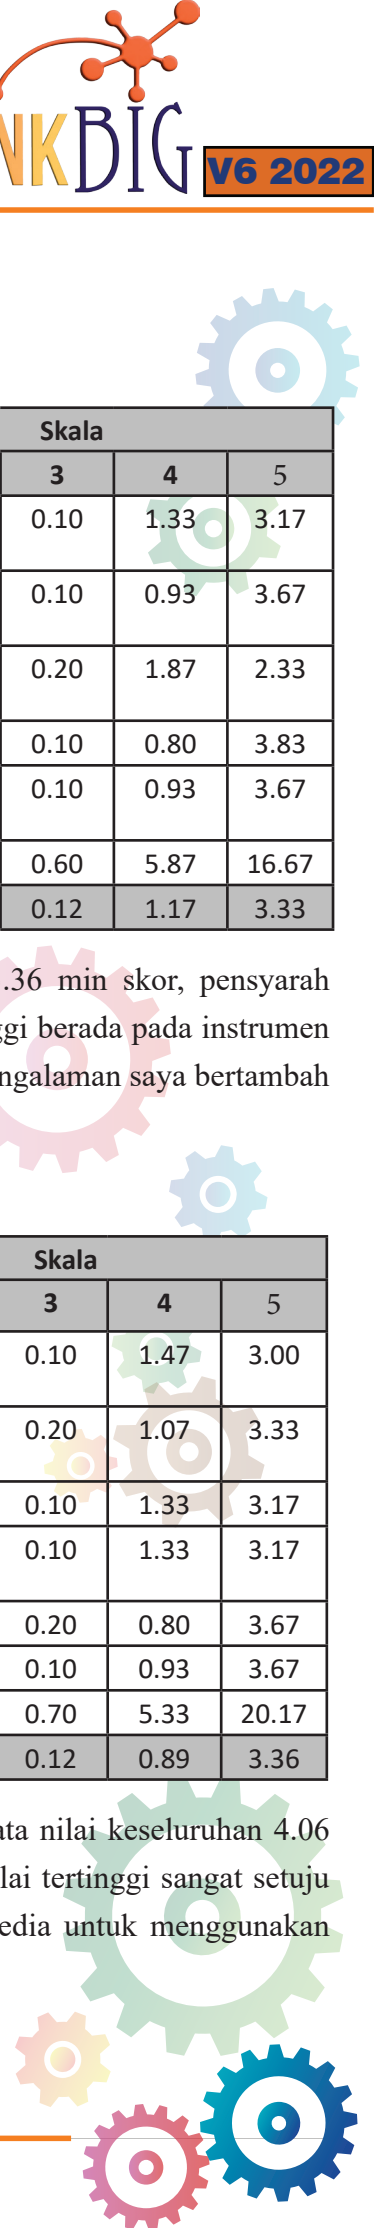 NKBIG
V6 2022
Skala
3 4 5
0.10 1.33 3.17
0.10 0.93 3.67
0.20 1.87 2.33
0.10 0.80 3.83
0.10 0.93 3.67
0.60 5.87 16.67
0.12 1.17 3.33
.36 min skor, pensyarah
ggi berada pada instrumen
ngalaman saya bertambah
Skala
3 4 5
0.10 1.47 3.00
0.20 1.07 3.33
0.10 1.33 3.17
0.10 1.33 3.17
0.20 0.80 3.67
0.10 0.93 3.67
0.70 5.33 20.17
0.12 0.89 3.36
ata nilai keseluruhan 4.06
lai tertinggi sangat setuju
edia untuk menggunakan